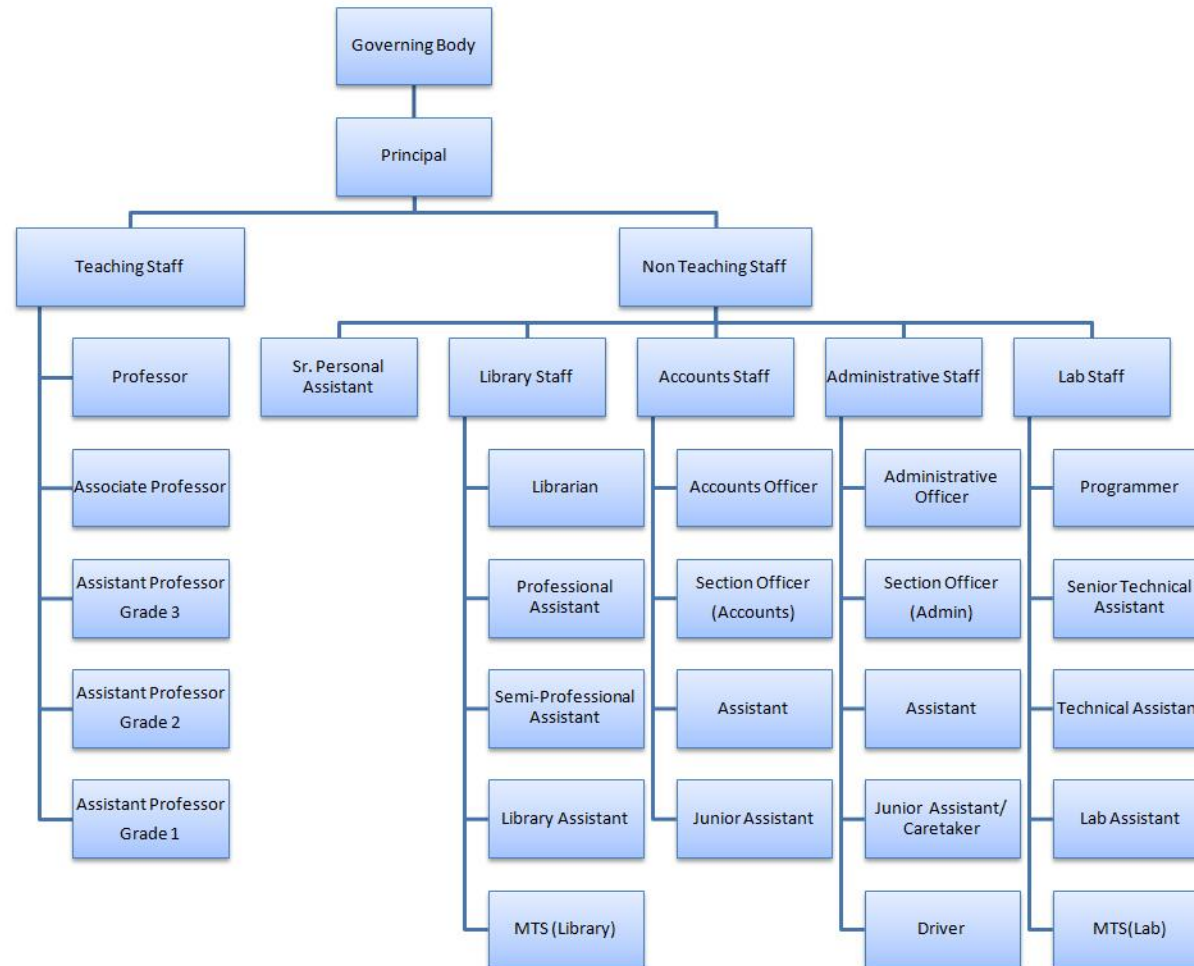 Governing Body
Principal
Teaching Staff
Non Teaching Staff
Professor
Sr. Personal
Assistant
Library Staff
Accounts Staff
Administrative Staff
Lab Staff
Associate Professor
Librarian
Accounts Officer
Administrative
Officer
Programmer
Assistant Professor
Grade 3
Professional
Assistant
Section Officer
(Accounts)
Section Officer
(Admin)
Senior Technical
Assistant
Assistant Professor
Grade 2
Semi-Professional
Assistant
Assistant
Assistant
Technical Assistant
Assistant Professor
Grade 1
Library Assistant
Junior Assistant
Junior Assistant/
Caretaker
Lab Assistant
MTS (Library)
Driver
MTS(Lab)